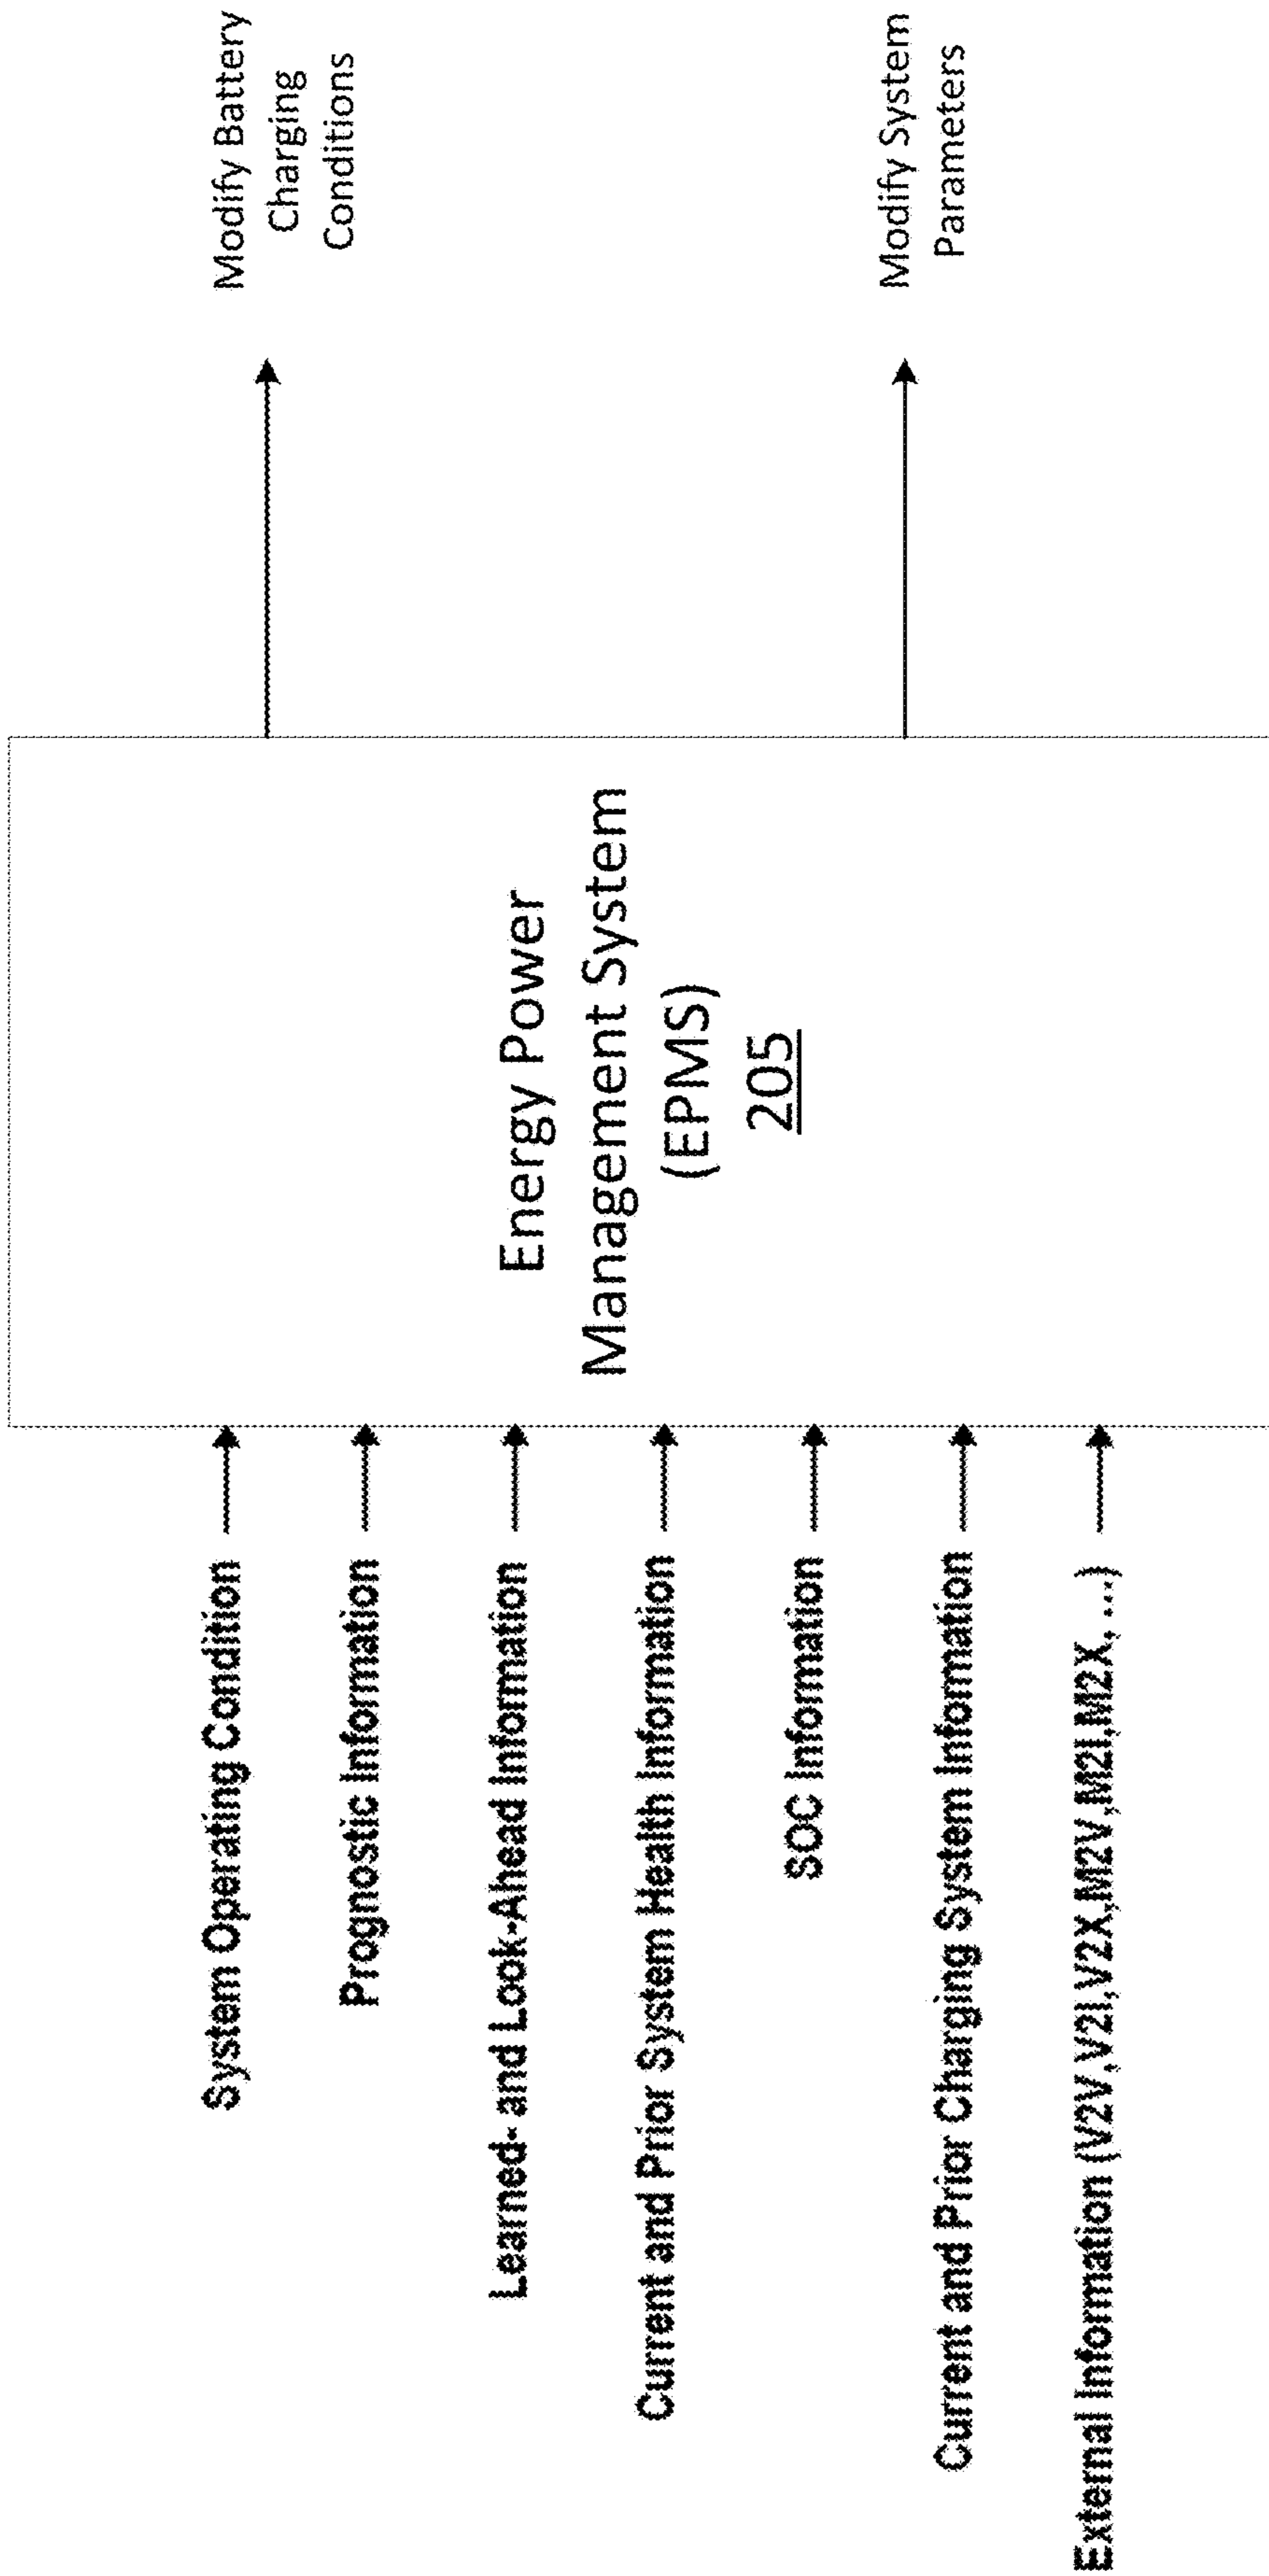 System Operating Condition
Prognostic Information
Learned- and Look-Ahead Information
Current and Prior System Health Information
SOC Information
Current and Prior Charging System Information
External Information (V2V,V2I,V2X,M2V,M2I,M2X, ...)
Energy Power
Management System
(EPMS)
205
Modify Battery
Charging
Conditions
Modify System
Parameters